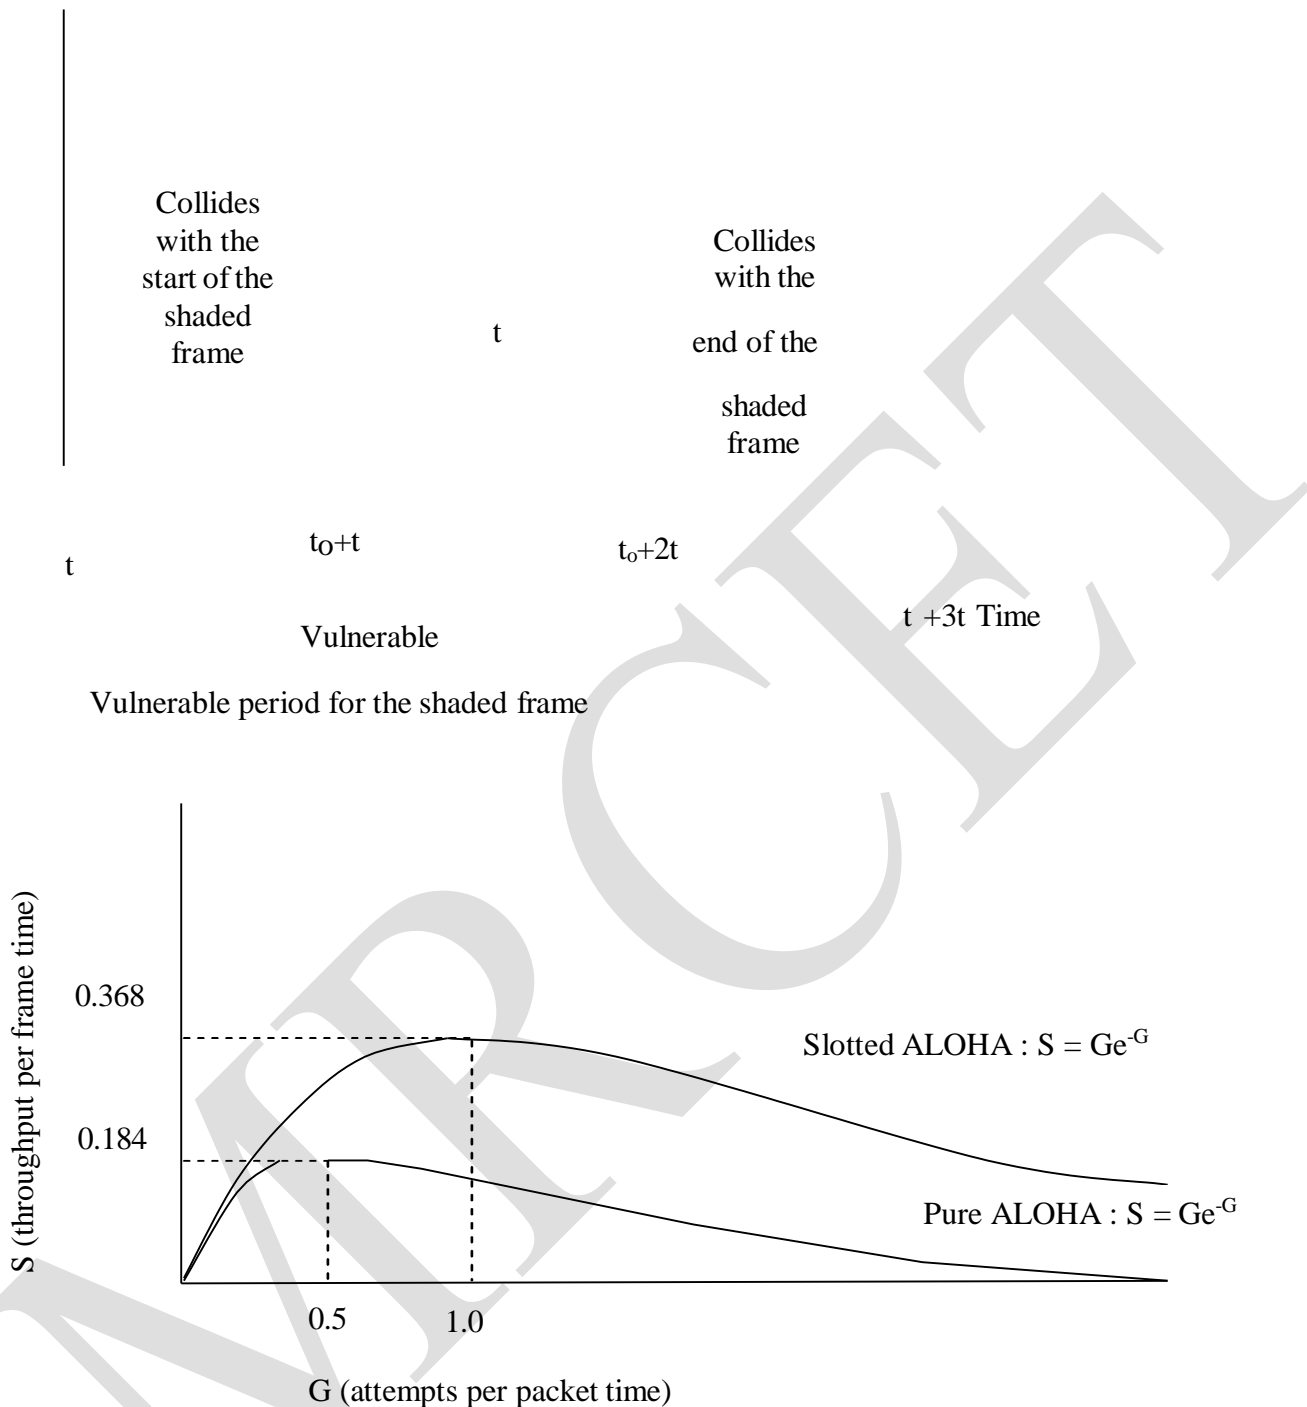 Collides
with the
start of the
shaded
frame
t
Collides
with the
end of the
shaded
frame
t
to+t
to+2t
t +3t Time
Vulnerable
Vulnerable period for the shaded frame
S (throughput per frame time)
0.368
0.184
Slotted ALOHA : S = Ge-G
Pure ALOHA : S = Ge-G
0.5
1.0
G (attempts per packet time)
MRCET